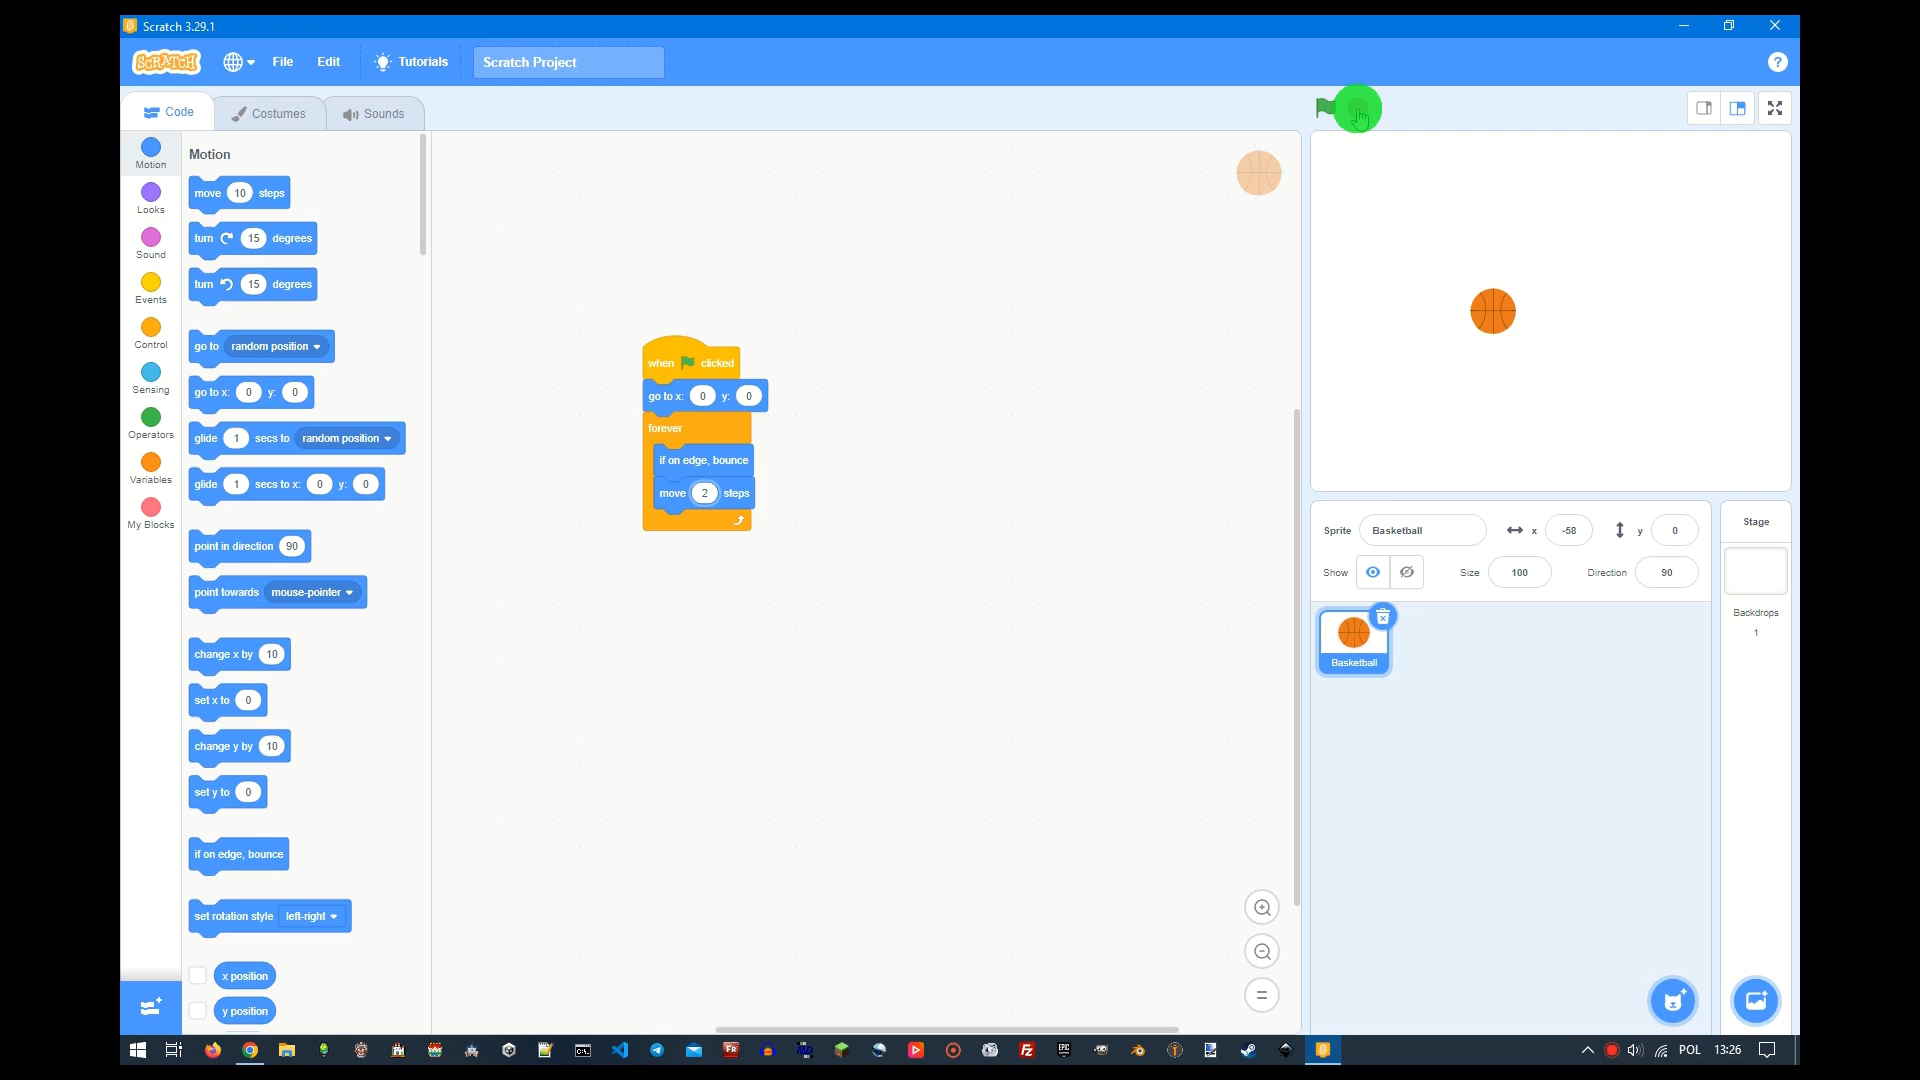 Scratch 3.29.1
SCRATCH File Edit Tutorials Scratch Project ?
Code Costumes Sounds
Motion
Looks
Sound
Events
Control
Sensing
Operators
Variables
My Blocks
Motion
move 10 steps
turn 15 degrees
turn 15 degrees
go to random position
go to x: 0 y: 0
glide 1 secs to random position
glide 1 secs to x: 0 y: 0
point in direction 90
point towards mouse-pointer
change x by 10
set x to 0
change y by 10
set y to 0
if on edge, bounce
set rotation style left-right
x position
y position
when clicked
go to x: 0 y: 0
forever
if on edge, bounce
move 2 steps
Sprite Basketball x -58 y 0
Show Size 100 Direction 90
Basketball
Stage
Backdrops
1
POL 13:26